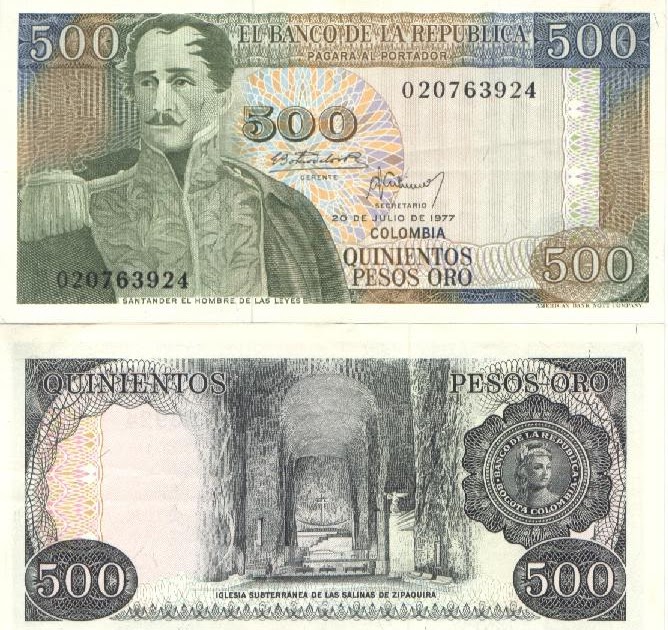 500
EL BANCO DE LA REPUBLICA
500
PAGARA AL PORTADOR
020763924
500
GERENTE
SECRETARIO
20 DE JULIO DE 1977
COLOMBIA
QUINIENTOS
PESOS ORO
500
020763924
SANTANDER EL HOMBRE DE LAS LEYES
AMERICAN BANK NOTE COMPANY
QUINIENTOS
PESOS ORO
BANCO DE LA REPUBLICA
BOGOTA COLOMBIA
500
500
IGLESIA SUBTERRANEA DE LAS SALINAS DE ZIPAQUIRA